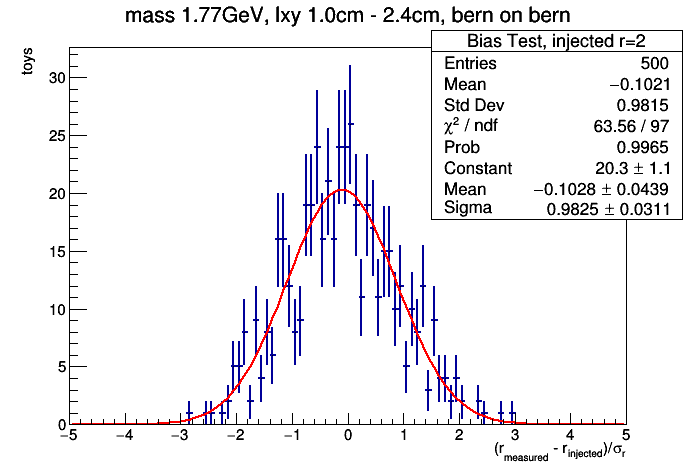 mass 1.77GeV, lxy 1.0cm - 2.4cm, bern on bern
toys
Bias Test, injected r=2
Entries 500
Mean −0.1021
Std Dev 0.9815
χ² / ndf 63.56 / 97
Prob 0.9965
Constant 20.3 ± 1.1
Mean −0.1028 ± 0.0439
Sigma 0.9825 ± 0.0311
30
25
20
15
10
5
0
−5 −4 −3 −2 −1 0 1 2 3 4 5
(r_measured - r_injected)/σ_r